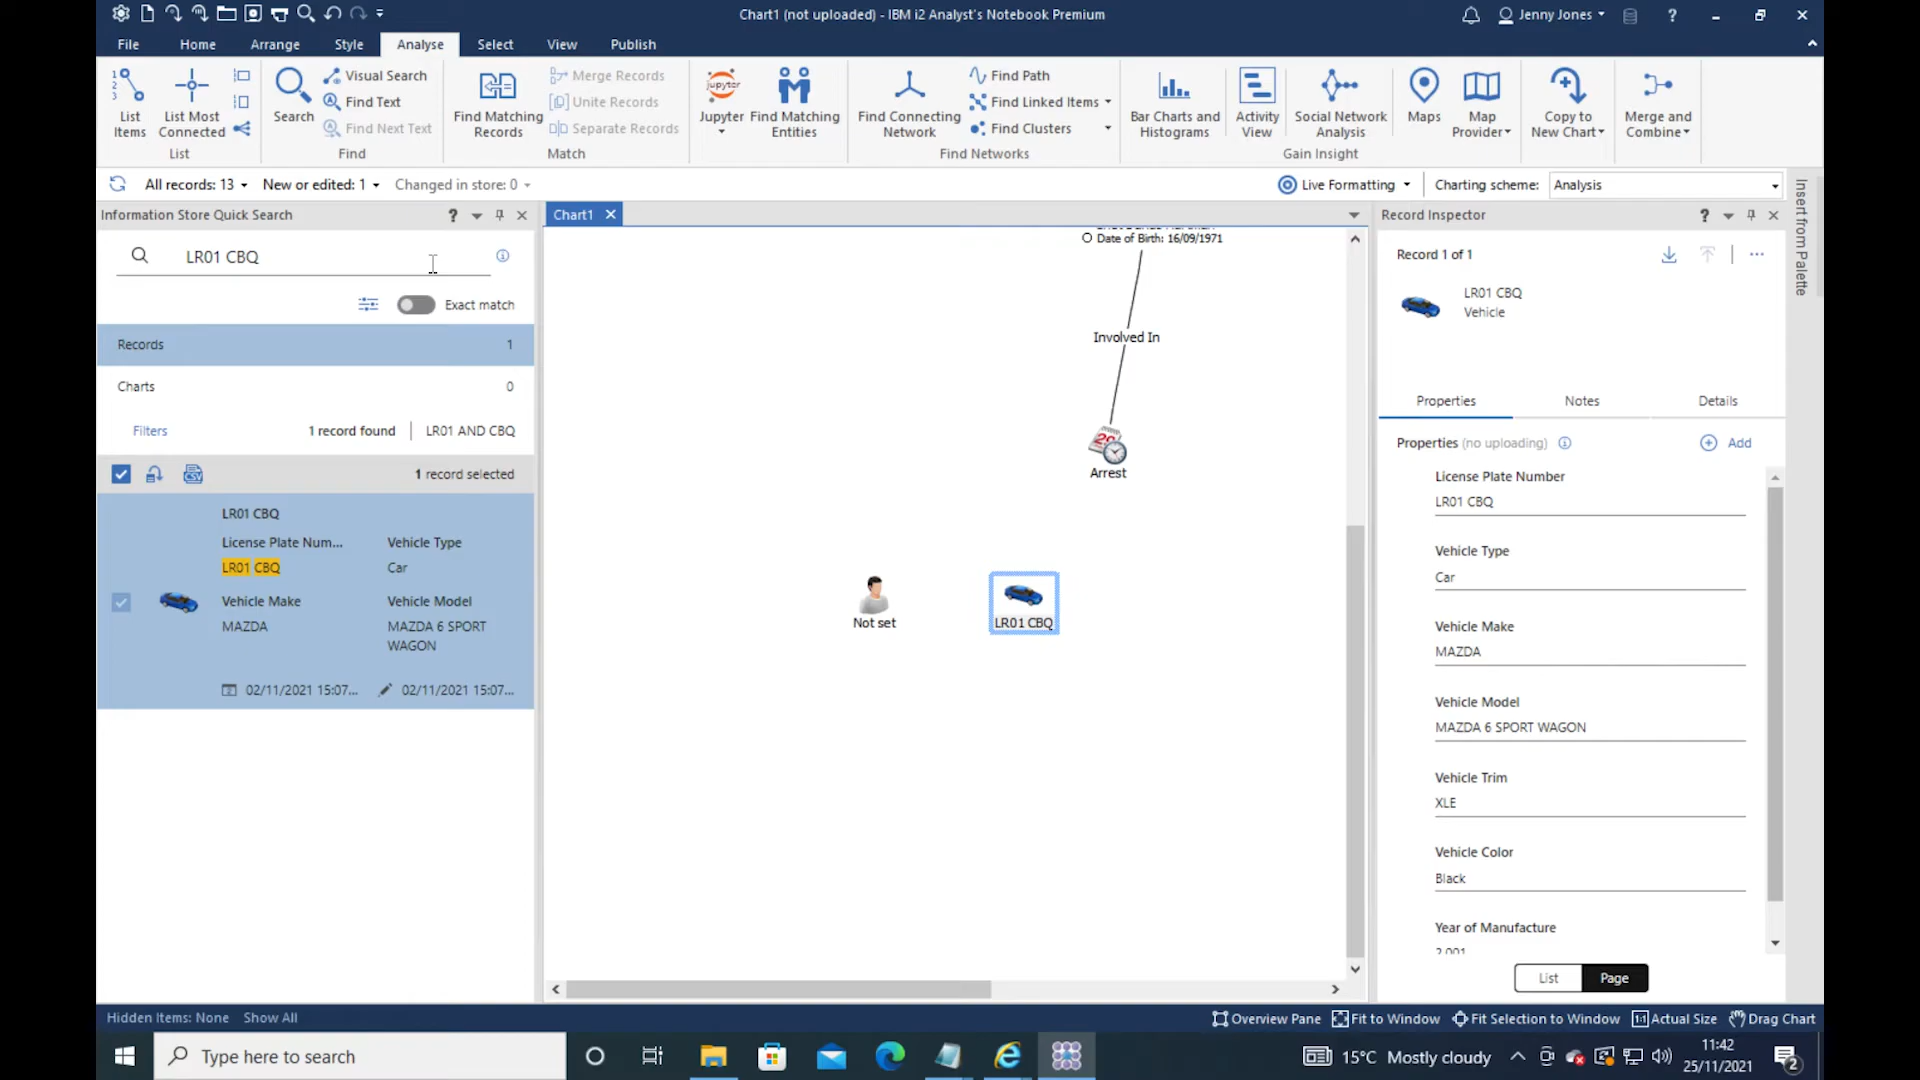 Chart1 (not uploaded) - IBM i2 Analyst's Notebook Premium
Jenny Jones
File Home Arrange Style Analyse Select View Publish
List Items
List Most Connected
List
Search
Visual Search
Find Text
Find Next Text
Find
Find Matching Records
Merge Records
Unite Records
Separate Records
Match
jupyter
Jupyter
Find Matching Entities
Find Connecting Network
Find Path
Find Linked Items
Find Clusters
Find Networks
Bar Charts and Histograms
Activity View
Social Network Analysis
Maps
Map Provider
Gain Insight
Copy to New Chart
Merge and Combine
All records: 13 New or edited: 1 Changed in store: 0
Live Formatting Charting scheme: Analysis
Information Store Quick Search
LR01 CBQ
Exact match
Records 1
Charts 0
Filters 1 record found LR01 AND CBQ
CSV 1 record selected
LR01 CBQ
License Plate Num... Vehicle Type
LR01 CBQ Car
Vehicle Make Vehicle Model
MAZDA MAZDA 6 SPORT WAGON
02/11/2021 15:07... 02/11/2021 15:07...
Chart1
Date of Birth: 16/09/1971
Involved In
Arrest
Not set
LR01 CBQ
Record Inspector
Record 1 of 1
LR01 CBQ
Vehicle
Properties Notes Details
Properties (no uploading) Add
License Plate Number
LR01 CBQ
Vehicle Type
Car
Vehicle Make
MAZDA
Vehicle Model
MAZDA 6 SPORT WAGON
Vehicle Trim
XLE
Vehicle Color
Black
Year of Manufacture
2,001
List Page
Insert from Palette
Hidden Items: None Show All
Overview Pane Fit to Window Fit Selection to Window Actual Size Drag Chart
Type here to search
15°C Mostly cloudy
11:42
25/11/2021
2